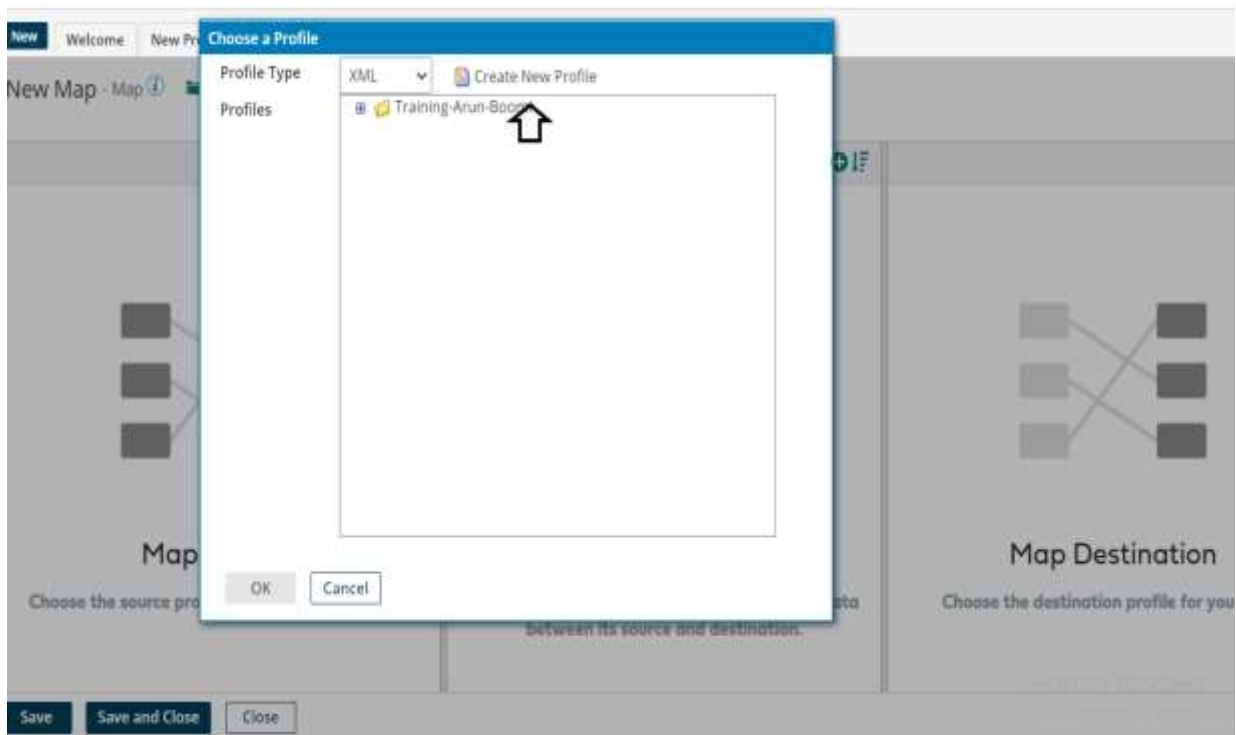 New Welcome New Pr
Choose a Profile
New Map - Map
Profile Type XML Create New Profile
Profiles Training-Arun-Boomi
Map
Choose the source pro
OK Cancel
between its source and destination.
Map Destination
Choose the destination profile for you
Save Save and Close Close